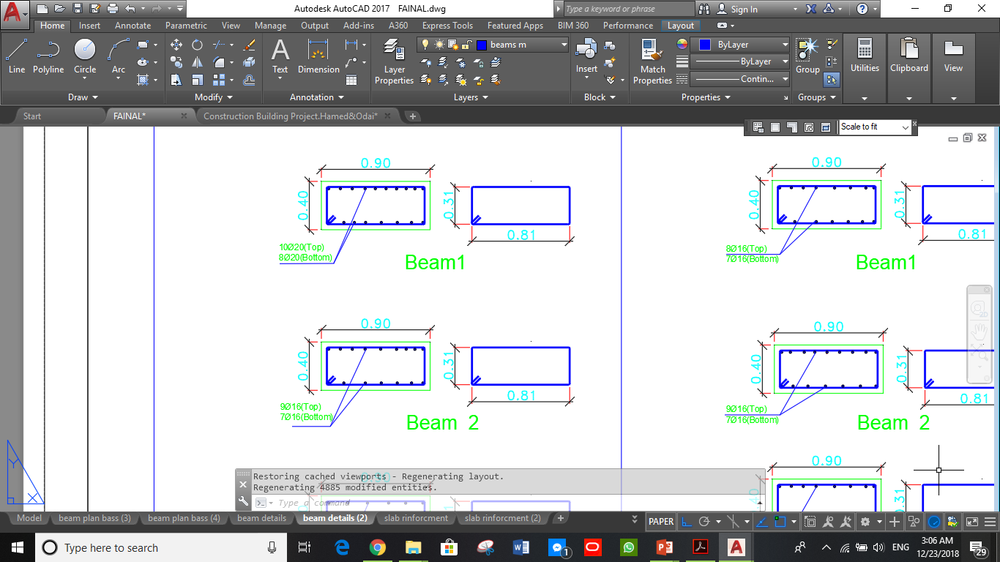 Autodesk AutoCAD 2017 FAINAL.dwg
Type a keyword or phrase
Sign In
Home Insert Annotate Parametric View Manage Output Add-ins A360 Express Tools Featured Apps BIM 360 Performance Layout
Line Polyline Circle Arc
Text Dimension
Layer Properties
beams m
Insert
Match Properties
ByLayer
ByLayer
Contin...
Group
Utilities
Clipboard
View
Draw Modify Annotation Layers Block Properties Groups
Start FAINAL* Construction Building Project.Hamed&Odai*
Scale to fit
0.90
0.40
0.31
0.81
10Ø20(Top)
8Ø20(Bottom)
Beam1
0.90
0.40
0.31
0.81
8Ø16(Top)
7Ø16(Bottom)
Beam1
0.90
0.40
0.31
0.81
9Ø16(Top)
7Ø16(Bottom)
Beam 2
0.90
0.40
0.31
0.81
9Ø16(Top)
7Ø16(Bottom)
Beam 2
0.90
0.31
2D
Y
X
Restoring cached viewports - Regenerating layout.
Regenerating 4885 modified entities.
Type a command
Model beam plan bass (3) beam plan bass (4) beam details beam details (2) slab rinforcment slab rinforcment (2)
PAPER
Type here to search
1
ENG
3:06 AM
12/23/2018
29